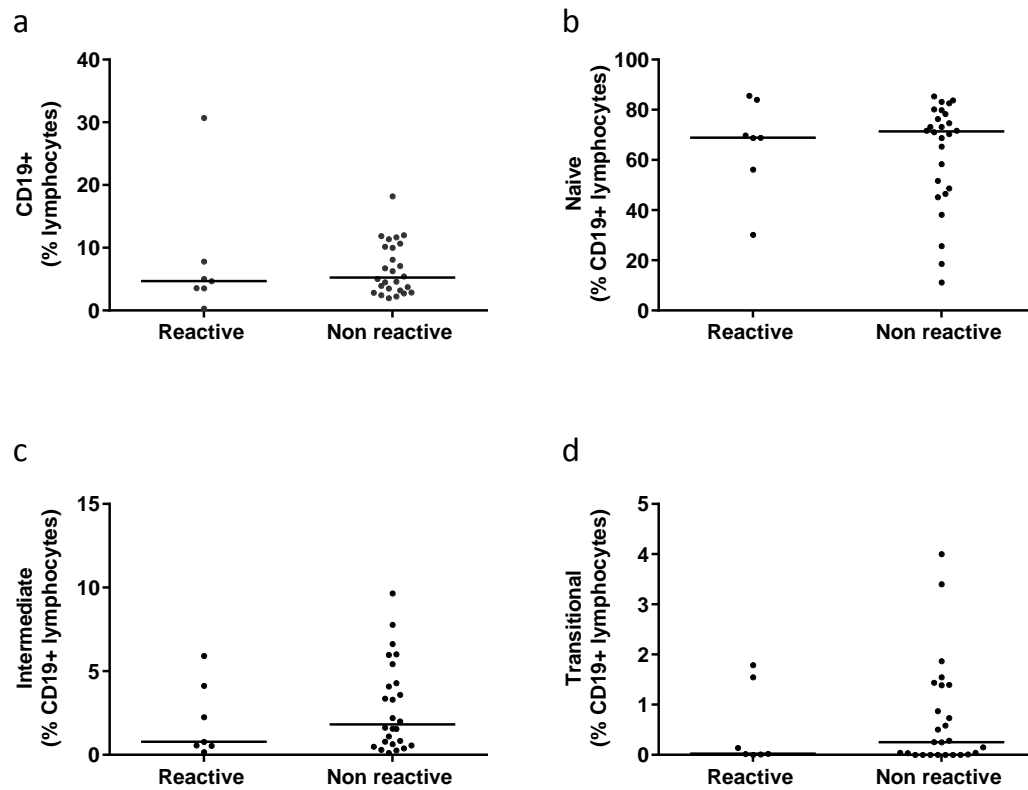 a
CD19+
(% lymphocytes)
40
30
20
10
0
Reactive Non reactive
b
Naive
(% CD19+ lymphocytes)
100
80
60
40
20
0
Reactive Non reactive
c
Intermediate
(% CD19+ lymphocytes)
15
10
5
0
Reactive Non reactive
d
Transitional
(% CD19+ lymphocytes)
5
4
3
2
1
0
Reactive Non reactive